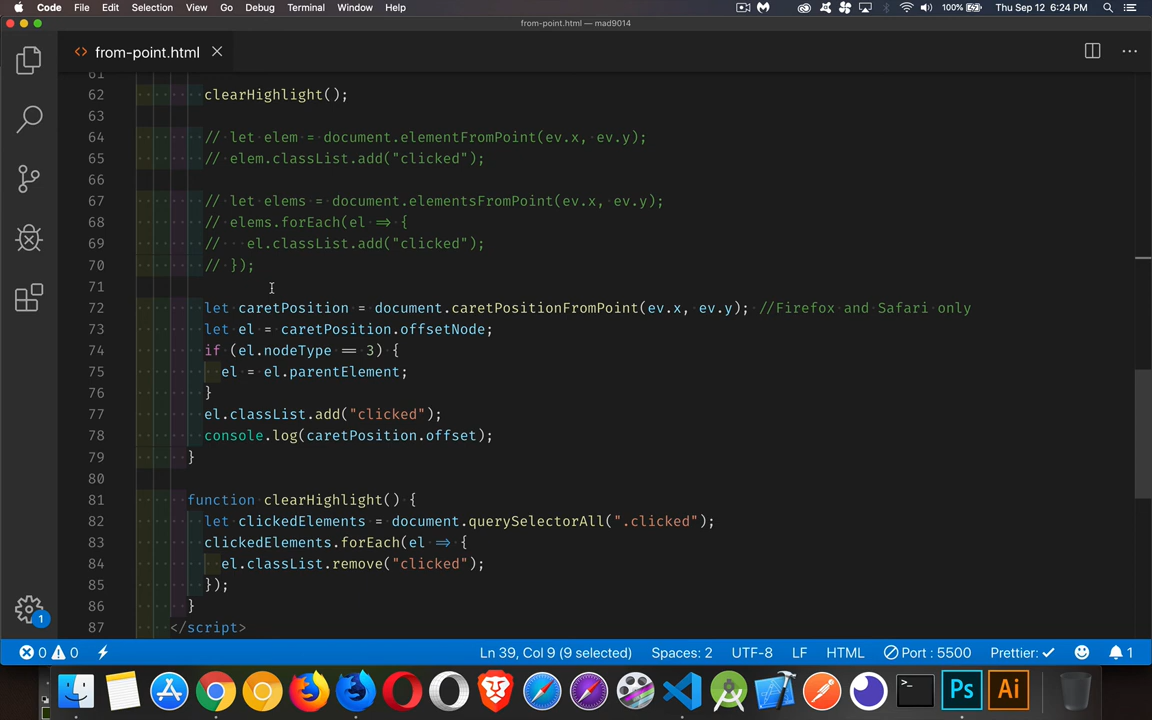 Code File Edit Selection View Go Debug Terminal Window Help 100% Thu Sep 12 6:24 PM
from-point.html — mad9014
<> from-point.html
61
62 clearHighlight();
63
64 // let elem = document.elementFromPoint(ev.x, ev.y);
65 // elem.classList.add("clicked");
66
67 // let elems = document.elementsFromPoint(ev.x, ev.y);
68 // elems.forEach(el => {
69 //   el.classList.add("clicked");
70 // });
71
72 let caretPosition = document.caretPositionFromPoint(ev.x, ev.y); //Firefox and Safari only
73 let el = caretPosition.offsetNode;
74 if (el.nodeType == 3) {
75 el = el.parentElement;
76 }
77 el.classList.add("clicked");
78 console.log(caretPosition.offset);
79 }
80
81 function clearHighlight() {
82 let clickedElements = document.querySelectorAll(".clicked");
83 clickedElements.forEach(el => {
84 el.classList.remove("clicked");
85 });
86 }
87 </script>
1
0 0 Ln 39, Col 9 (9 selected) Spaces: 2 UTF-8 LF HTML Port : 5500 Prettier: ✓ 1
>_ Ps Ai